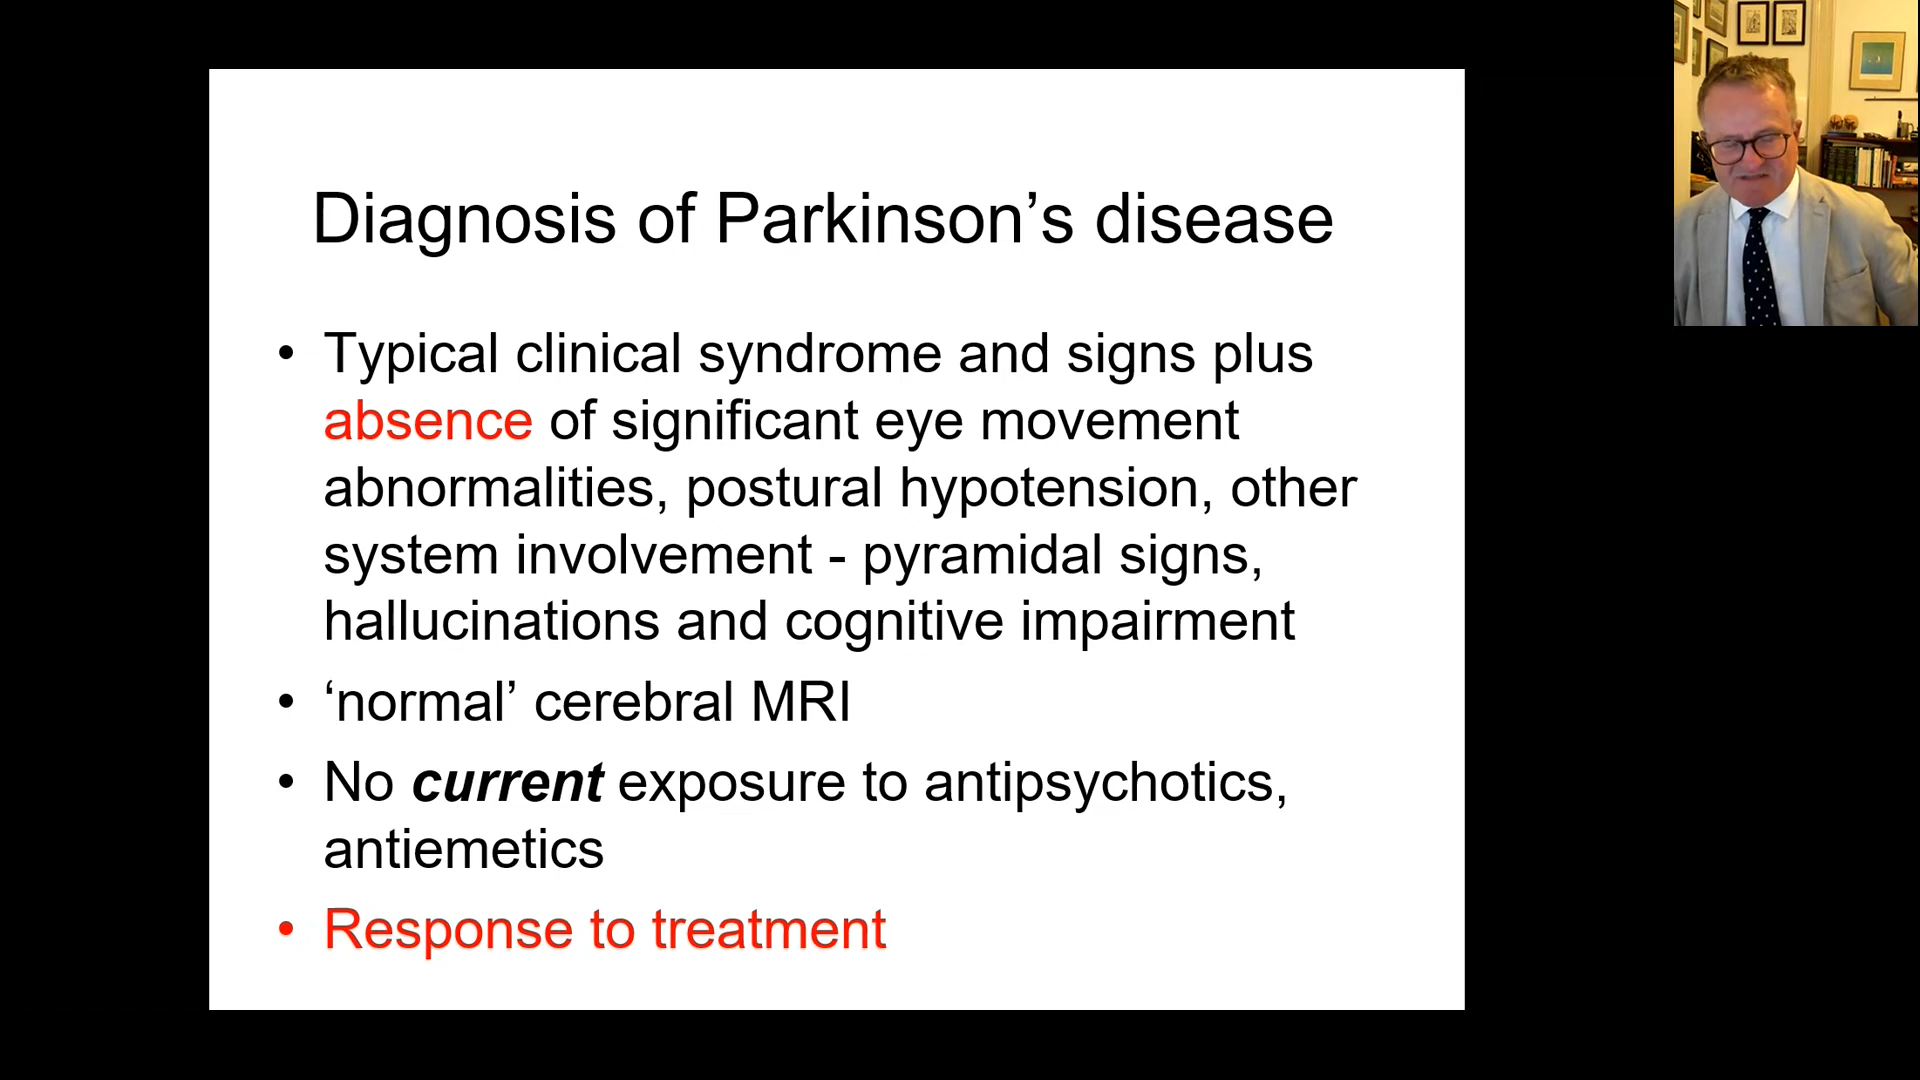 Diagnosis of Parkinson’s disease
• Typical clinical syndrome and signs plus
absence of significant eye movement
abnormalities, postural hypotension, other
system involvement - pyramidal signs,
hallucinations and cognitive impairment
• ‘normal’ cerebral MRI
• No current exposure to antipsychotics,
antiemetics
• Response to treatment